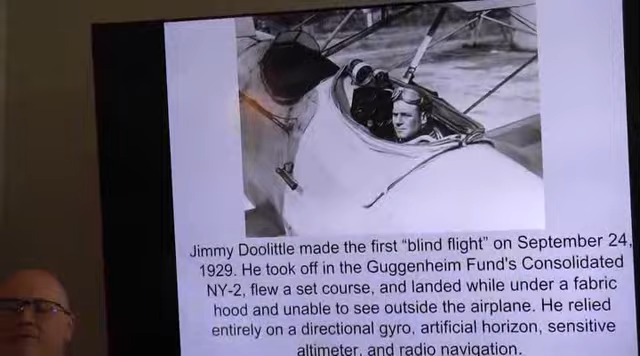 Jimmy Doolittle made the first “blind flight” on September 24,
1929. He took off in the Guggenheim Fund's Consolidated
NY-2, flew a set course, and landed while under a fabric
hood and unable to see outside the airplane. He relied
entirely on a directional gyro, artificial horizon, sensitive
altimeter, and radio navigation.